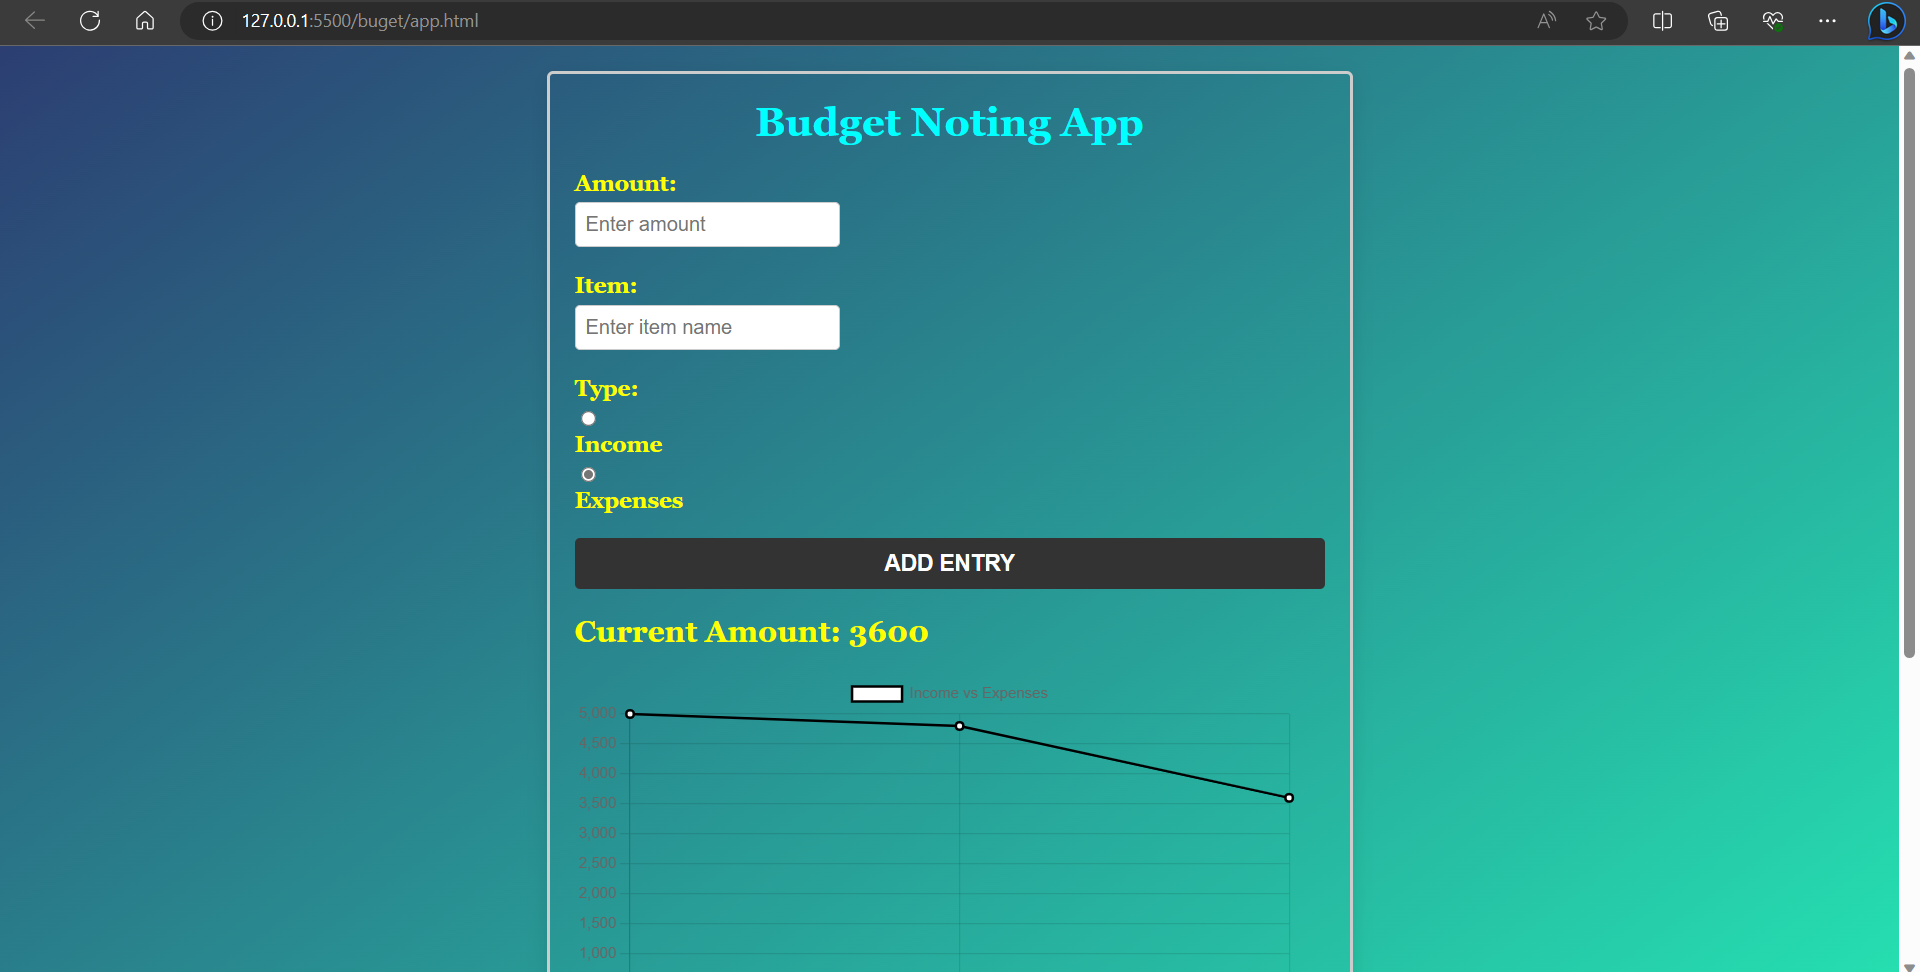 127.0.0.1:5500/buget/app.html
Budget Noting App
Amount:
Enter amount
Item:
Enter item name
Type:
Income
Expenses
ADD ENTRY
Current Amount: 3600
Income vs Expenses
5,000
4,500
4,000
3,500
3,000
2,500
2,000
1,500
1,000